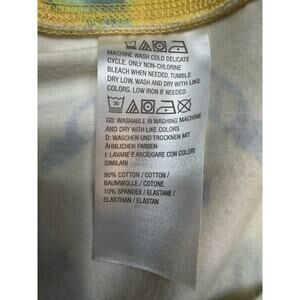 MACHINE WASH COLD DELICATE
CYCLE. ONLY NON-CHLORINE
BLEACH WHEN NEEDED. TUMBLE
DRY LOW. WASH AND DRY WITH LIKE
COLORS. LOW IRON IF NEEDED
30
GB: WASHABLE IN WASHING MACHINE
AND DRY WITH LIKE COLORS
D: WASCHEN UND TROCKNEN MIT
ÄHNLICHEN FARBEN
I: LAVARE E ASCIUGARE CON COLORI
SIMILARI
90% COTTON / COTTON /
BAUMWOLLE / COTONE
10% SPANDEX / ELASTANE /
ELASTHAN / ELASTAN